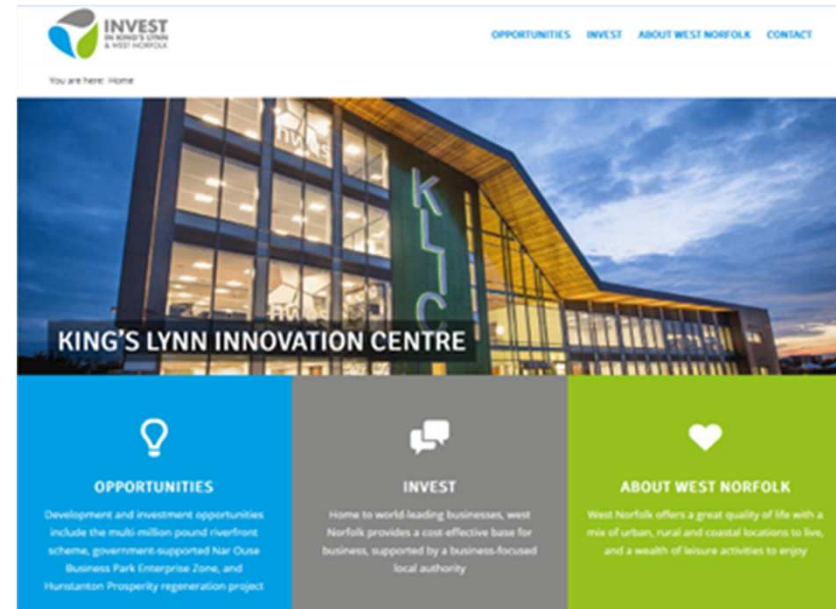 INVEST
IN KING'S LYNN
& WEST NORFOLK
OPPORTUNITIES INVEST ABOUT WEST NORFOLK CONTACT
You are here: Home
nwes
KLIC
nwes
KING'S LYNN INNOVATION CENTRE
OPPORTUNITIES
Development and investment opportunities
include the multi-million pound riverfront
scheme, government-supported Nar Ouse
Business Park Enterprise Zone, and
Hunstanton Prosperity regeneration project
INVEST
Home to world-leading businesses, west
Norfolk provides a cost-effective base for
business, supported by a business-focused
local authority
ABOUT WEST NORFOLK
West Norfolk offers a great quality of life with a
mix of urban, rural and coastal locations to live,
and a wealth of leisure activities to enjoy